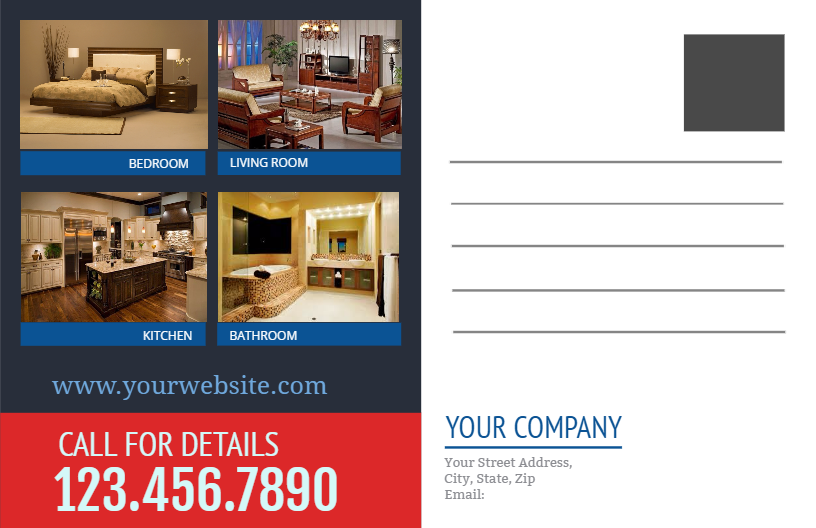 BEDROOM
LIVING ROOM
KITCHEN
BATHROOM
www.yourwebsite.com
CALL FOR DETAILS
123.456.7890
YOUR COMPANY
Your Street Address,
City, State, Zip
Email: